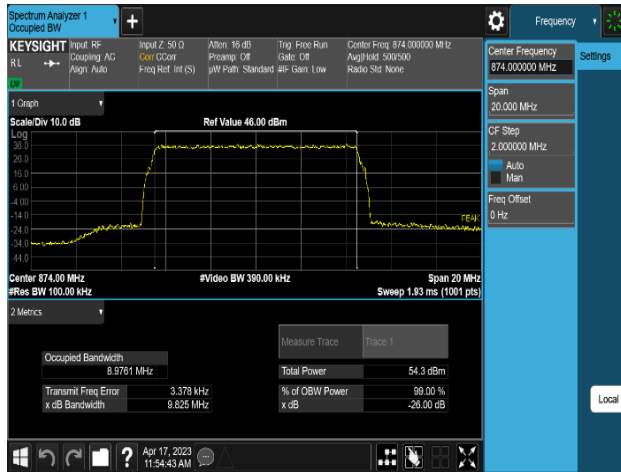 Spectrum Analyzer 1
Occupied BW
Frequency
KEYSIGHT
RL
Input: RF
Coupling: AC
Align: Auto
Input Z: 50 Ω
Corr CCorr
Freq Ref: Int (S)
Atten: 16 dB
Preamp: Off
µW Path: Standard
Trig: Free Run
Gate: Off
#IF Gain: Low
Center Freq: 874.000000 MHz
Avg|Hold: 500/500
Radio Std: None
Center Frequency
874.000000 MHz
Settings
Span
20.000 MHz
CF Step
2.000000 MHz
Auto
Man
Freq Offset
0 Hz
1 Graph
Scale/Div 10.0 dB
Ref Value 46.00 dBm
Log
36.0
26.0
16.0
6.00
-4.00
-14.0
-24.0
-34.0
-44.0
PEAK
Center 874.00 MHz
#Video BW 390.00 kHz
Span 20 MHz
#Res BW 100.00 kHz
Sweep 1.93 ms (1001 pts)
2 Metrics
Measure Trace
Trace 1
Occupied Bandwidth
8.9761 MHz
Total Power
54.3 dBm
Transmit Freq Error
3.378 kHz
% of OBW Power
99.00 %
x dB Bandwidth
9.825 MHz
x dB
-26.00 dB
Local
Apr 17, 2023
11:54:43 AM